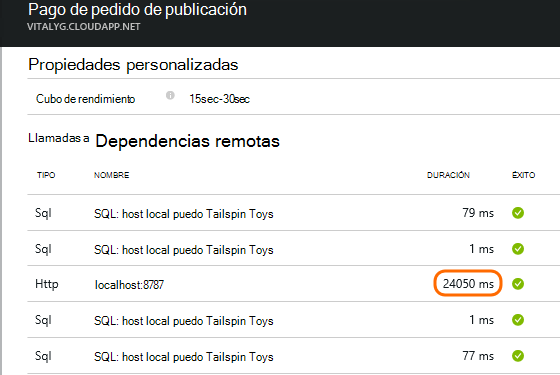 Pago de pedido de publicación
VITALYG.CLOUDAPP.NET
Propiedades personalizadas
Cubo de rendimiento 15sec-30sec
Llamadas a Dependencias remotas
TIPO NOMBRE DURACIÓN ÉXITO
Sql SQL: host local puedo Tailspin Toys 79 ms
Sql SQL: host local puedo Tailspin Toys 1 ms
Http localhost:8787 24050 ms
Sql SQL: host local puedo Tailspin Toys 1 ms
Sql SQL: host local puedo Tailspin Toys 77 ms